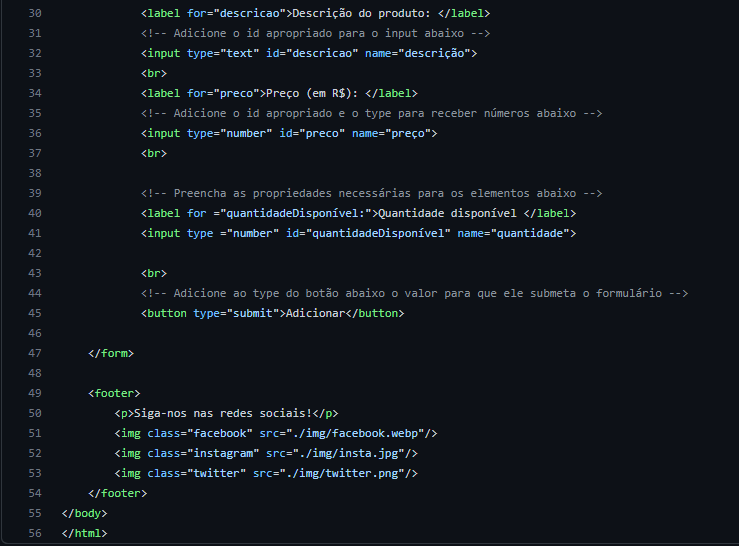 30 <label for="descricao">Descrição do produto: </label>
31 <!-- Adicione o id apropriado para o input abaixo -->
32 <input type="text" id="descricao" name="descrição">
33 <br>
34 <label for="preco">Preço (em R$): </label>
35 <!-- Adicione o id apropriado e o type para receber números abaixo -->
36 <input type="number" id="preco" name="preço">
37 <br>
38
39 <!-- Preencha as propriedades necessárias para os elementos abaixo -->
40 <label for ="quantidadeDisponível:">Quantidade disponível </label>
41 <input type ="number" id="quantidadeDisponível" name="quantidade">
42
43 <br>
44 <!-- Adicione ao type do botão abaixo o valor para que ele submeta o formulário -->
45 <button type="submit">Adicionar</button>
46
47 </form>
48
49 <footer>
50 <p>Siga-nos nas redes sociais!</p>
51 <img class="facebook" src="./img/facebook.webp"/>
52 <img class="instagram" src="./img/insta.jpg"/>
53 <img class="twitter" src="./img/twitter.png"/>
54 </footer>
55 </body>
56 </html>